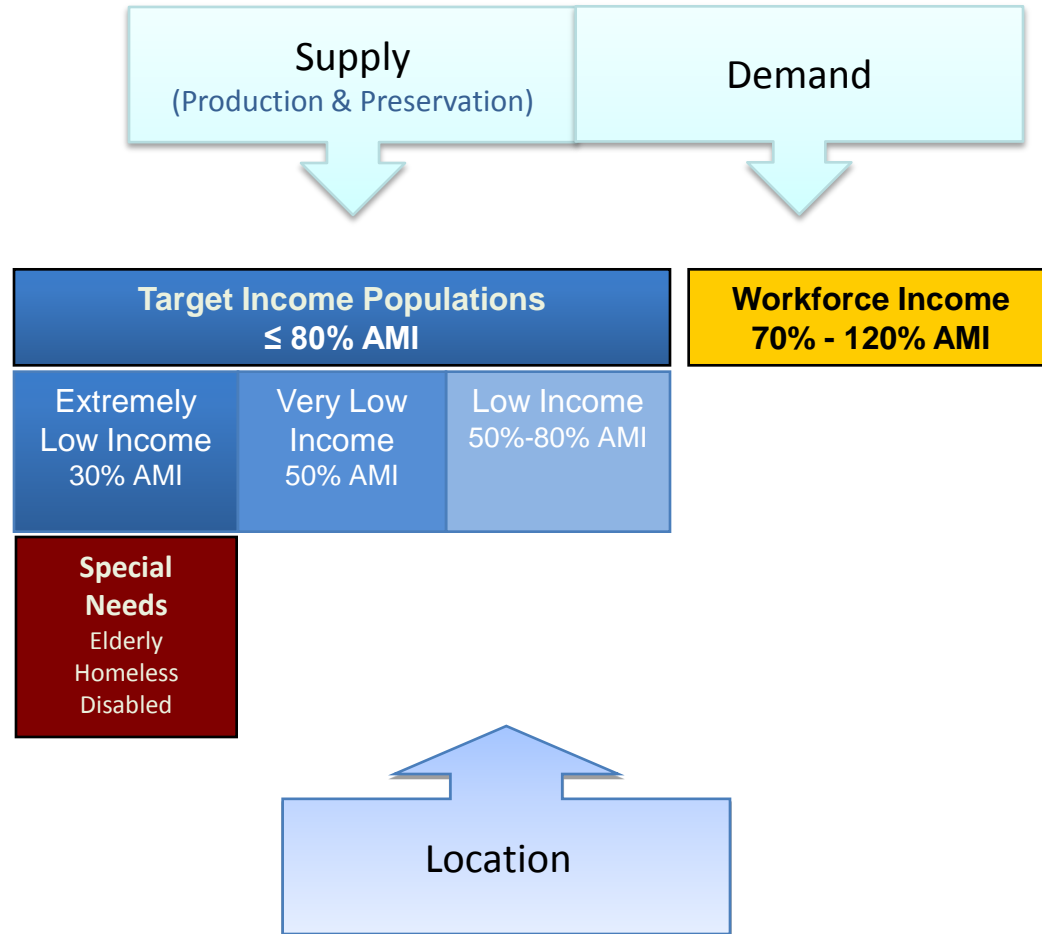 Supply
(Production & Preservation)
Demand
Target Income Populations
≤ 80% AMI
Workforce Income
70% - 120% AMI
Extremely
Low Income
30% AMI
Very Low
Income
50% AMI
Low Income
50%-80% AMI
Special
Needs
Elderly
Homeless
Disabled
Location